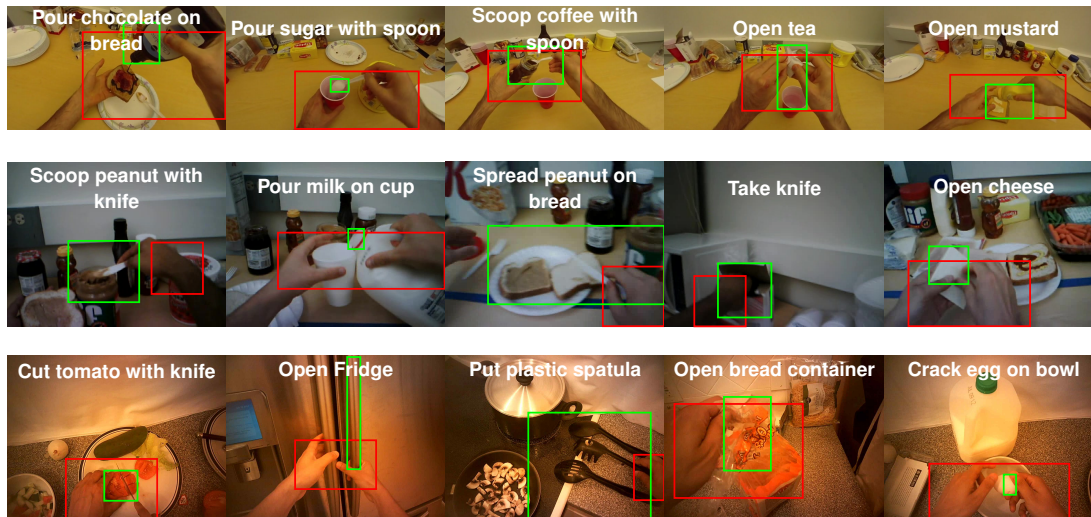 Pour chocolate on
bread
Pour sugar with spoon
Scoop coffee with
spoon
Open tea
Open mustard
Scoop peanut with
knife
Pour milk on cup
Spread peanut on
bread
Take knife
Open cheese
Cut tomato with knife
Open Fridge
Put plastic spatula
Open bread container
Crack egg on bowl